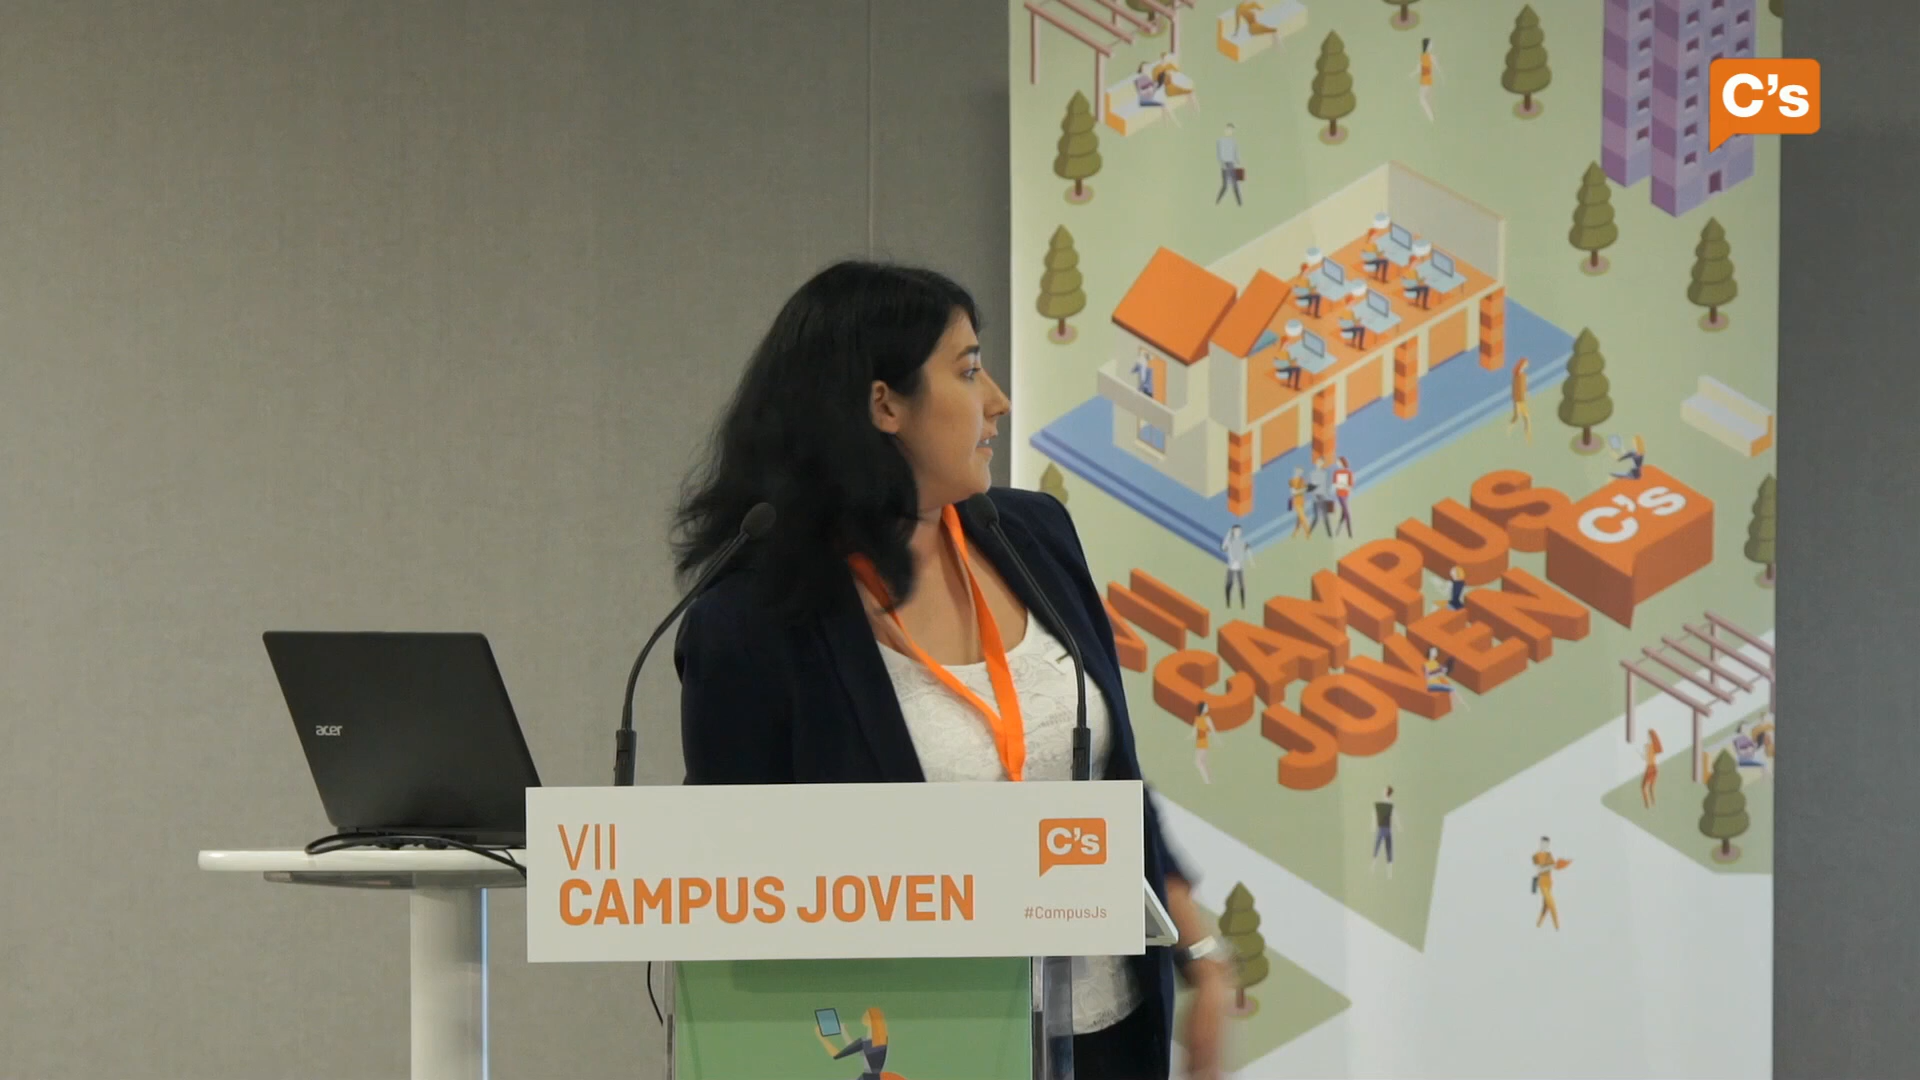 C's
C's
VII
CAMPUS
JOVEN
acer
VII
CAMPUS JOVEN
C's
#CampusJs